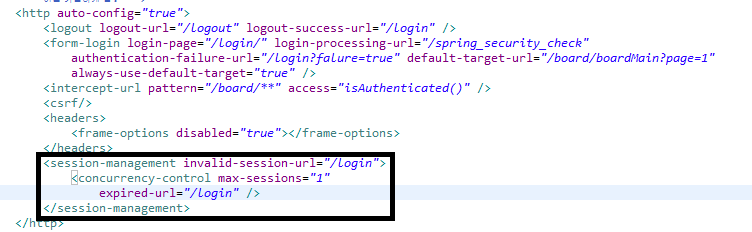 <http auto-config="true">
<logout logout-url="/logout" logout-success-url="/login" />
<form-login login-page="/login/" login-processing-url="/spring_security_check"
authentication-failure-url="/login?falure=true" default-target-url="/board/boardMain?page=1"
always-use-default-target="true" />
<intercept-url pattern="/board/**" access="isAuthenticated()" />
<csrf/>
<headers>
<frame-options disabled="true"></frame-options>
</headers>
<session-management invalid-session-url="/login">
<concurrency-control max-sessions="1"
expired-url="/login" />
</session-management>
</http>